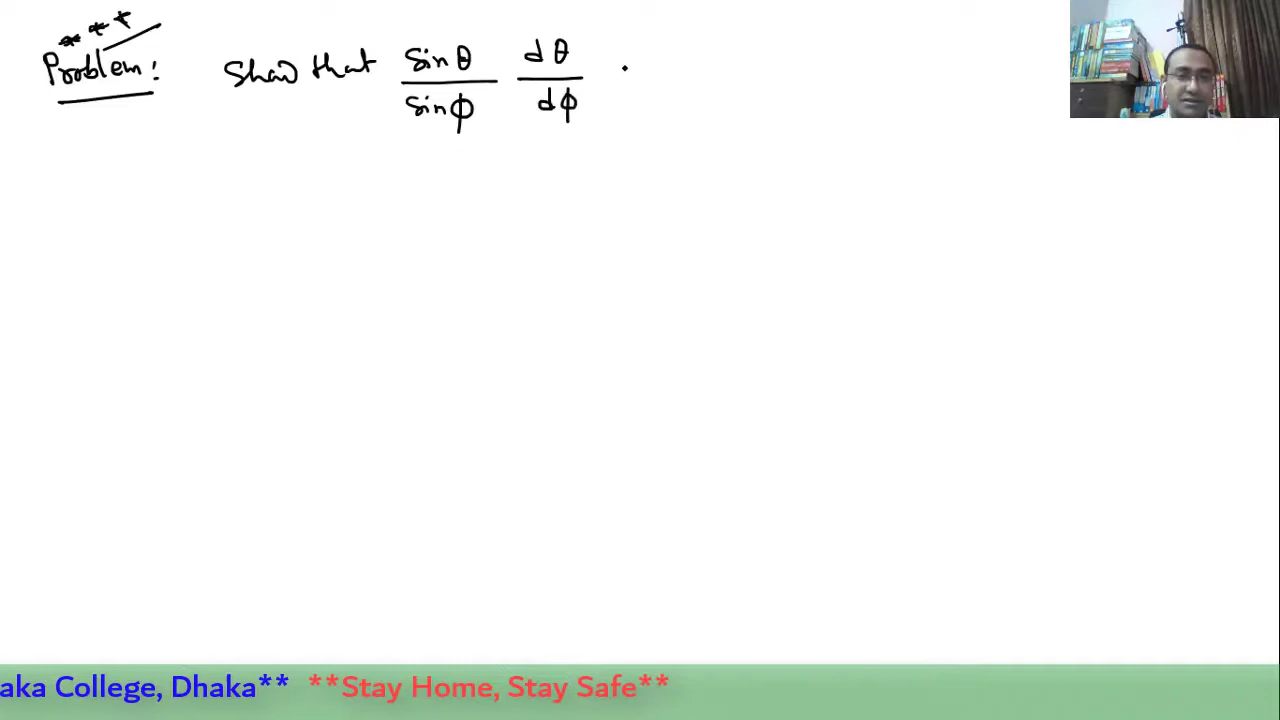 ***
Problem: Show that sinθ/sinφ dθ/dφ .
aka College, Dhaka** **Stay Home, Stay Safe**